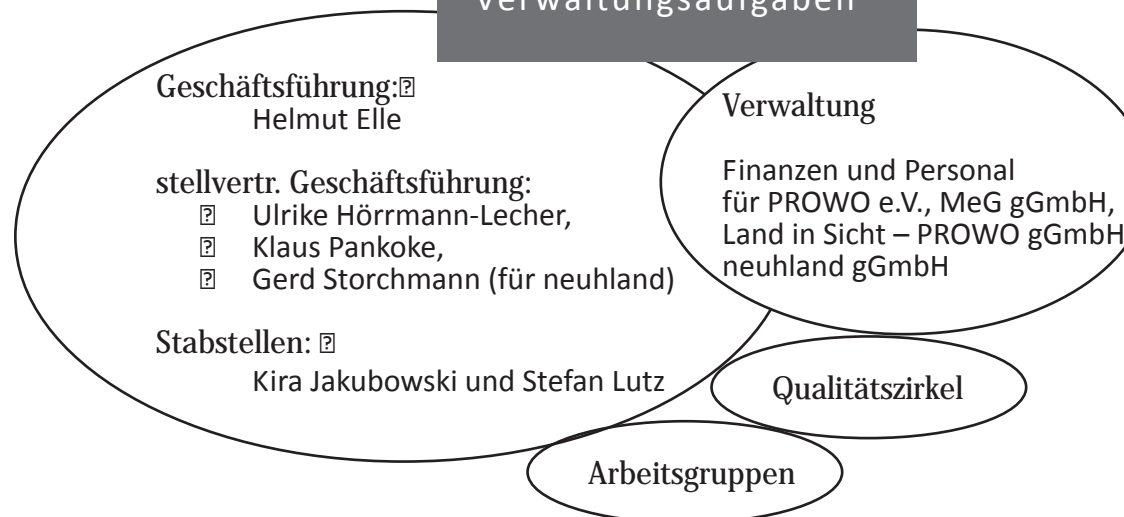 Verwaltungsaufgaben
Geschäftsführung:
Helmut Elle
stellvertr. Geschäftsführung:
Ulrike Hörrmann-Lecher,
Klaus Pankoke,
Gerd Storchmann (für neuhland)
Stabstellen:
Kira Jakubowski und Stefan Lutz
Verwaltung
Finanzen und Personal
für PROWO e.V., MeG gGmbH,
Land in Sicht – PROWO gGmbH
neuhland gGmbH
Qualitätszirkel
Arbeitsgruppen